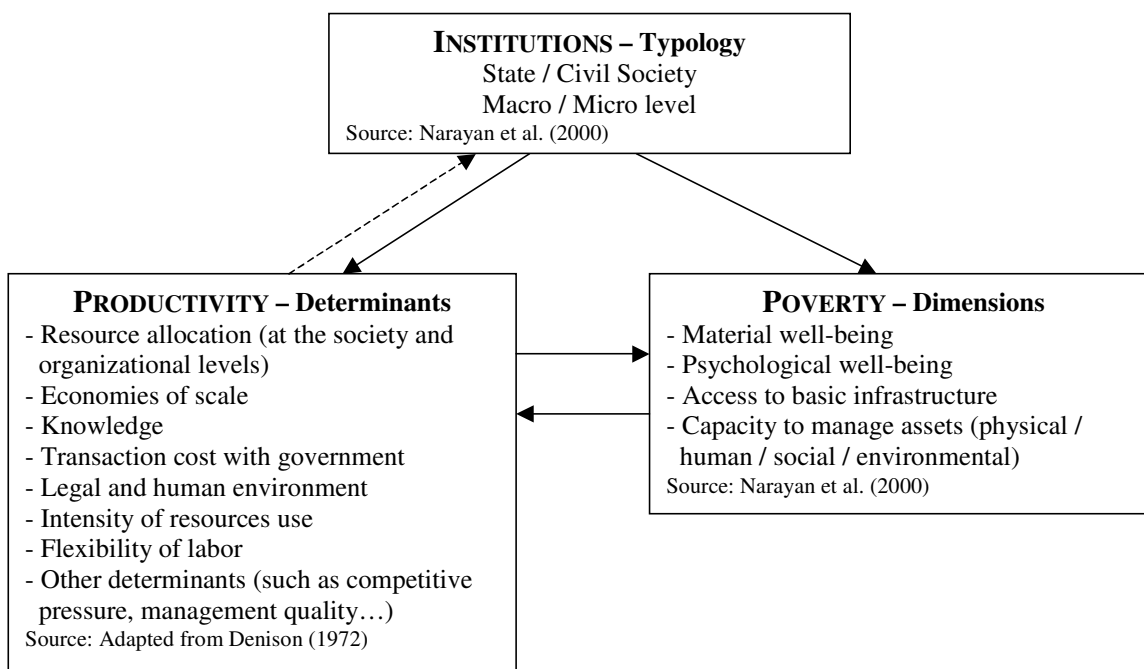 INSTITUTIONS – Typology
State / Civil Society
Macro / Micro level
Source: Narayan et al. (2000)
PRODUCTIVITY – Determinants
- Resource allocation (at the society and
organizational levels)
- Economies of scale
- Knowledge
- Transaction cost with government
- Legal and human environment
- Intensity of resources use
- Flexibility of labor
- Other determinants (such as competitive
pressure, management quality…)
Source: Adapted from Denison (1972)
POVERTY – Dimensions
- Material well-being
- Psychological well-being
- Access to basic infrastructure
- Capacity to manage assets (physical /
human / social / environmental)
Source: Narayan et al. (2000)